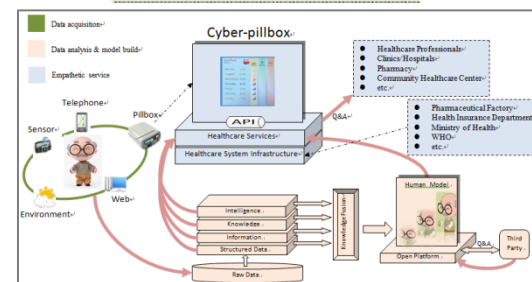 Data acquisition
Data analysis & model build
Empathetic service
Cyber-pillbox
Healthcare Professionals
Clinics/Hospitals
Pharmacy
Community Healthcare Center
etc.
Telephone
Pillbox
Sensor
Environment
Web
API
Healthcare Services
Healthcare System Infrastructure
Q&A
Pharmaceutical Factory
Health Insurance Department
Ministry of Health
WHO
etc.
Intelligence
Knowledge
Information
Structured Data
Raw Data
Knowledge Fusion
Human Model
Open Platform
Q&A
Third
Party